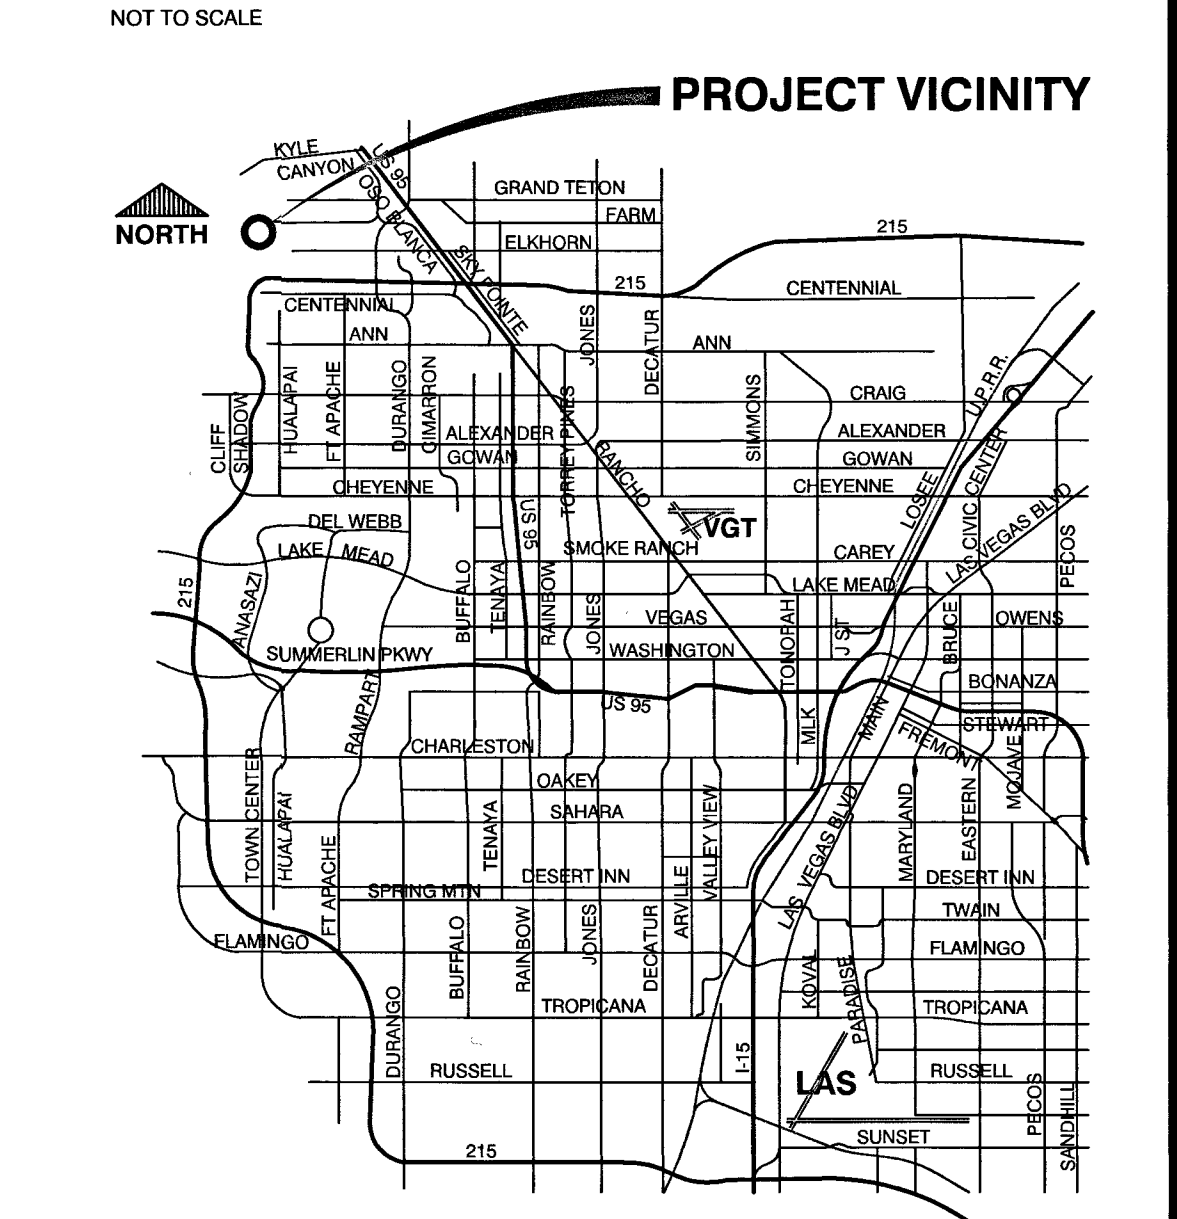 NOT TO SCALE
PROJECT VICINITY
KYLE
CANYON
US 95
OSO BLANCA
GRAND TETON
FARM
NORTH
215
ELKHORN
SKY POINTE
215
CENTENNIAL
CENTENNIAL
ANN
JONES
DECATUR
ANN
HUALAPAI
FT APACHE
DURANGO
CIMARRON
TORREY PINES
SIMMONS
CRAIG
U.P.R.R.
CLIFF
SHADOW
ALEXANDER
ALEXANDER
GOWAN
GOWAN
RANCHO
CHEYENNE
CHEYENNE
LOSEE
LAS CIVIC CENTER
LAS VEGAS BLVD
DEL WEBB
US 95
VGT
LAKE MEAD
SMOKE RANCH
CAREY
PECOS
215
ANASAZI
BUFFALO
TENAYA
RAINBOW
JONES
LAKE MEAD
VEGAS
TONOPAH
J ST
BRUCE
OWENS
SUMMERLIN PKWY
WASHINGTON
BONANZA
RAMPART
US 95
MLK
MAIN
STEWART
FREMONT
CHARLESTON
MOJAVE
OAKEY
TOWN CENTER
HUALAPAI
SAHARA
TENAYA
VALLEY VIEW
LAS VEGAS BLVD
MARYLAND
EASTERN
FT APACHE
SPRING MTN
DESERT INN
ARVILLE
DESERT INN
TWAIN
FLAMINGO
BUFFALO
RAINBOW
JONES
DECATUR
FLAMINGO
KOVAL
PARADISE
DURANGO
TROPICANA
TROPICANA
I-15
RUSSELL
LAS
RUSSELL
PECOS
SANDHILL
SUNSET
215